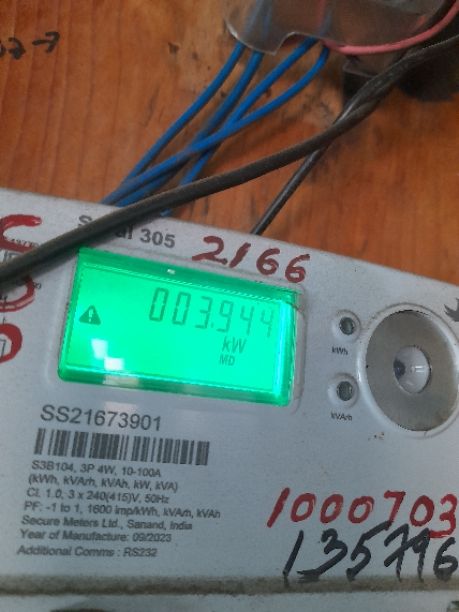 305 2166
003.944
kW
MD
kWh
kVArh
SS21673901
S3B104, 3P 4W, 10-100A
(kWh, kVArh, kVAh, kW, kVA)
Cl. 1.0, 3 x 240(415)V, 50Hz
PF: -1 to 1, 1600 imp/kWh, kVArh, kVAh
Secure Meters Ltd., Sanand, India
Year of Manufacture: 09/2023
Additional Comms : RS232
1000703
135796